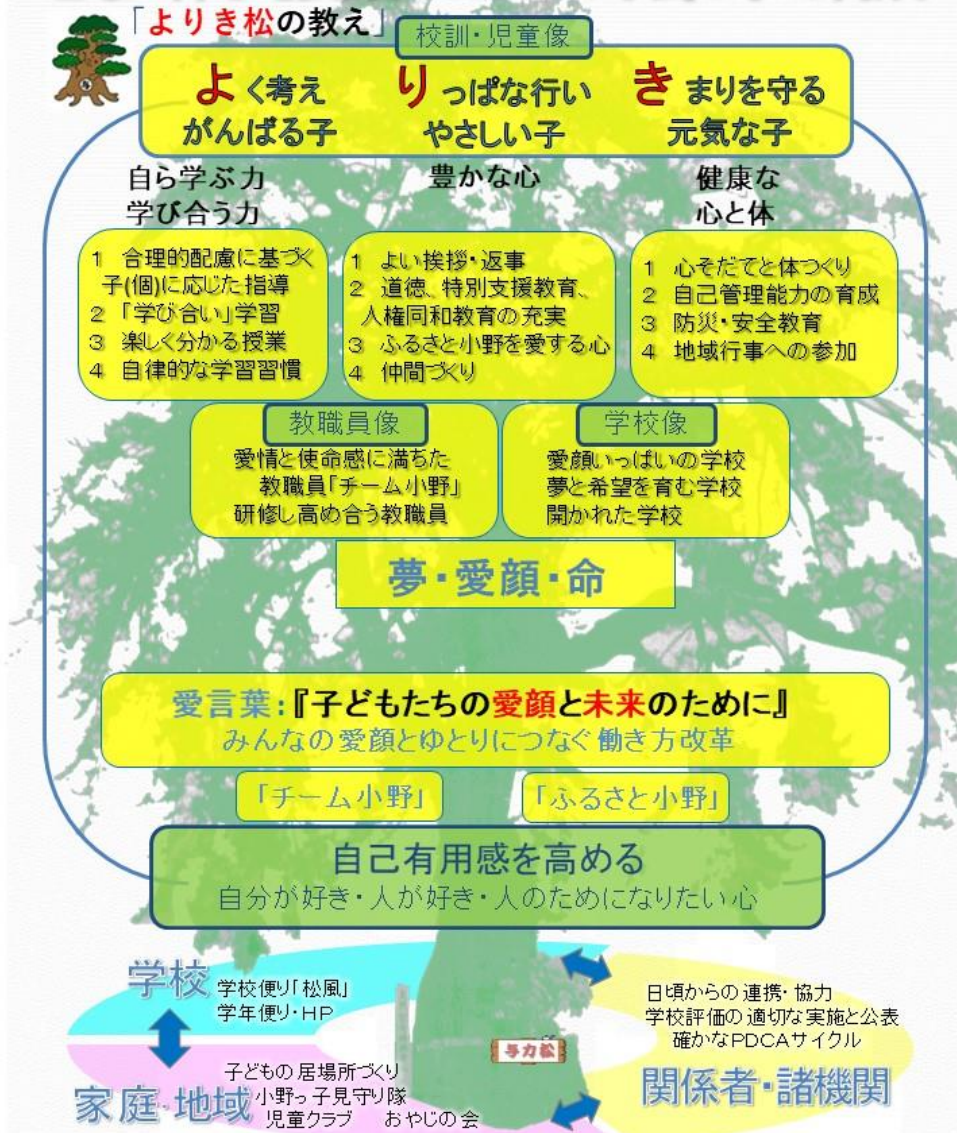 「よりき松の教え」
校訓・児童像
よく考え
がんばる子
りっぱな行い
やさしい子
きまりを守る
元気な子
自ら学ぶ力
学び合う力
豊かな心
健康な
心と体
1 合理的配慮に基づく
子(個)に応じた指導
2 「学び合い」学習
3 楽しく分かる授業
4 自律的な学習習慣
1 よい挨拶・返事
2 道徳、特別支援教育、
人権同和教育の充実
3 ふるさと小野を愛する心
4 仲間づくり
1 心そだてと体つくり
2 自己管理能力の育成
3 防災・安全教育
4 地域行事への参加
教職員像
愛情と使命感に満ちた
教職員「チーム小野」
研修し高め合う教職員
学校像
愛顔いっぱいの学校
夢と希望を育む学校
開かれた学校
夢・愛顔・命
愛言葉:『子どもたちの愛顔と未来のために』
みんなの愛顔とゆとりにつなぐ働き方改革
「チーム小野」
「ふるさと小野」
自己有用感を高める
自分が好き・人が好き・人のためになりたい心
学校
学校便り「松風」
学年便り・HP
日頃からの連携・協力
学校評価の適切な実施と公表
確かなPDCAサイクル
関係者・諸機関
与力松
子どもの居場所づくり
小野っ子見守り隊
児童クラブ おやじの会
家庭・地域